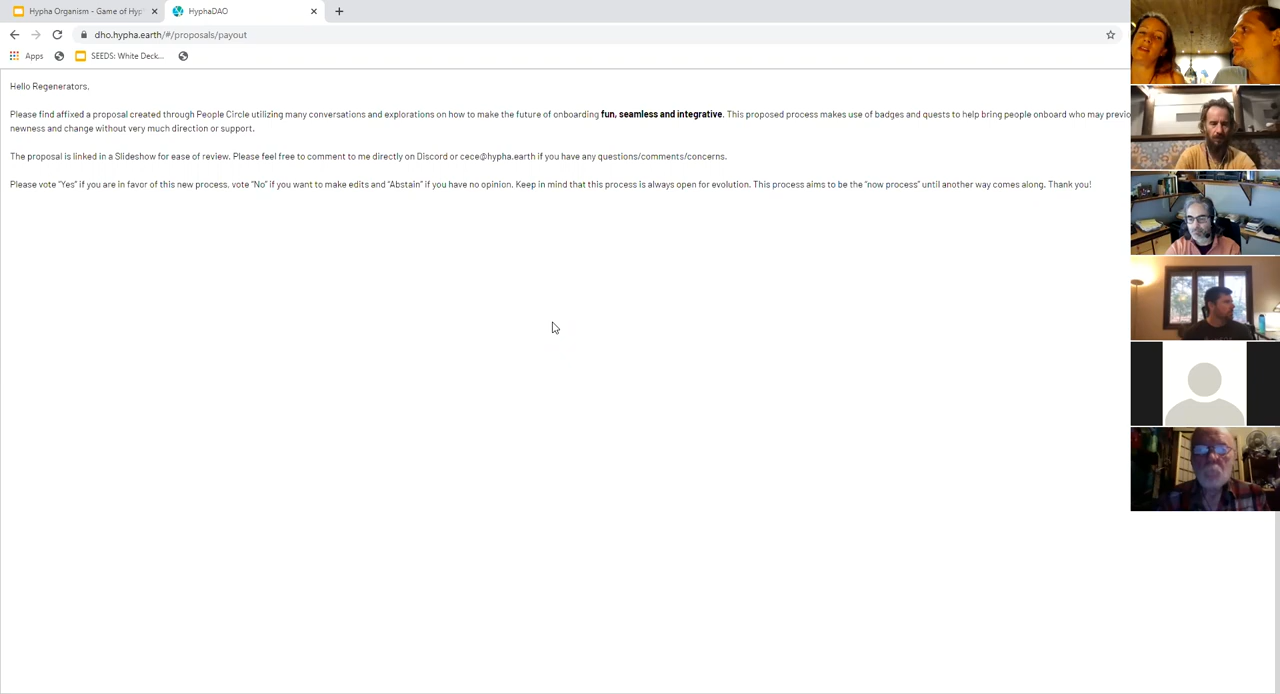 Hypha Organism - Game of Hyp
HyphaDAO
dho.hypha.earth/#/proposals/payout
Apps
SEEDS: White Deck...
Hello Regenerators,
Please find affixed a proposal created through People Circle utilizing many conversations and explorations on how to make the future of onboarding fun, seamless and integrative. This proposed process makes use of badges and quests to help bring people onboard who may previo
newness and change without very much direction or support.
The proposal is linked in a Slideshow for ease of review. Please feel free to comment to me directly on Discord or cece@hypha.earth if you have any questions/comments/concerns.
Please vote "Yes" if you are in favor of this new process, vote "No" if you want to make edits and "Abstain" if you have no opinion. Keep in mind that this process is always open for evolution. This process aims to be the "now process" until another way comes along. Thank you!